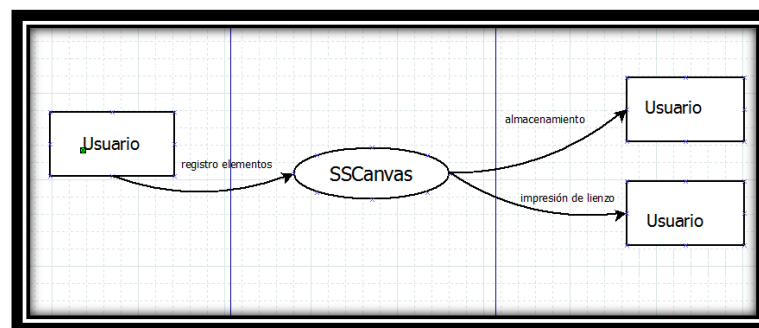 Usuario
registro elementos
SSCanvas
almacenamiento
Usuario
impresión de lienzo
Usuario